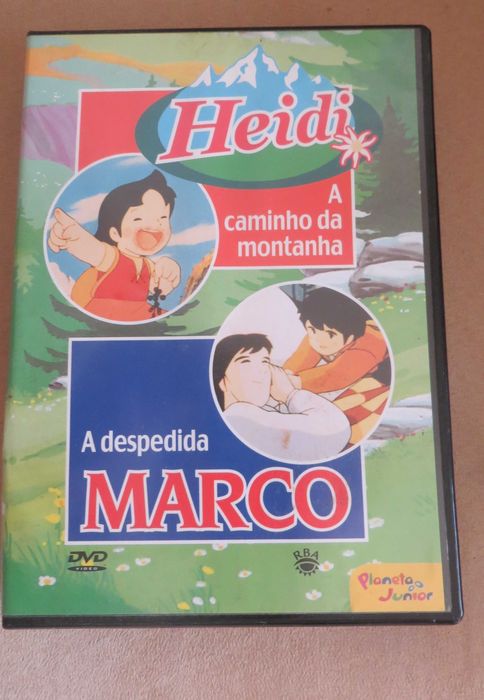 Heidi
A
caminho da
montanha
A despedida
MARCO
DVD
VIDEO
RBA
Planeta
Junior